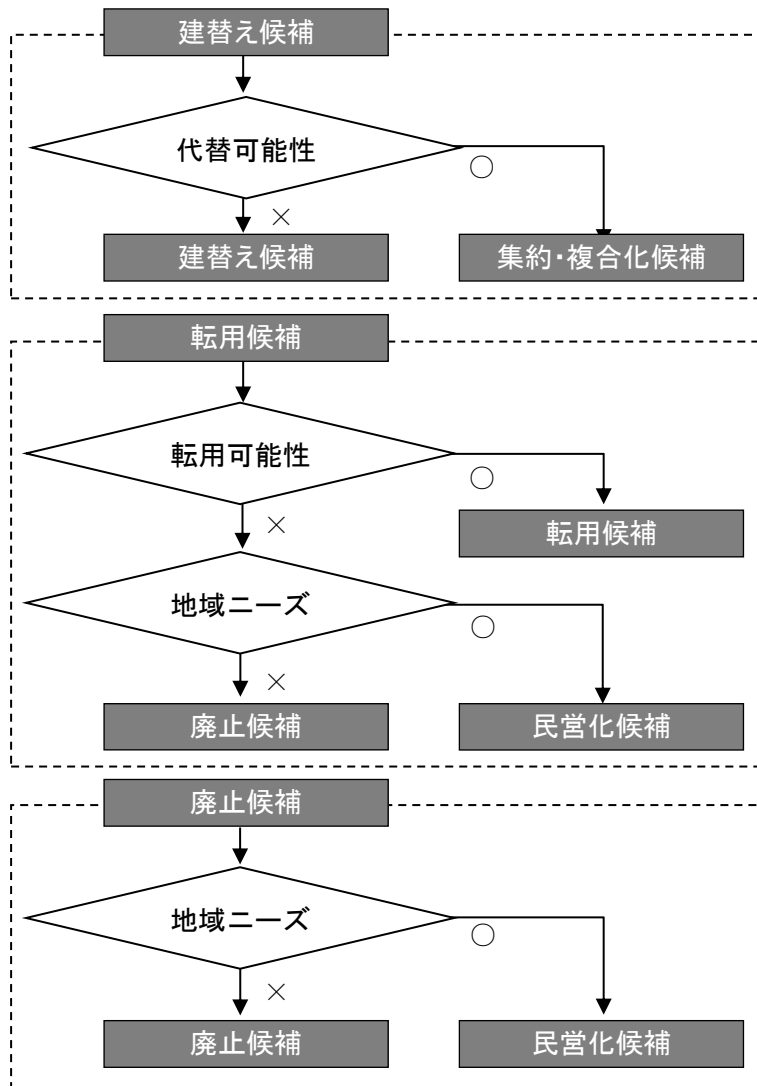 建替え候補
代替可能性
○
×
建替え候補
集約・複合化候補
転用候補
転用可能性
○
×
転用候補
地域ニーズ
○
×
廃止候補
民営化候補
廃止候補
地域ニーズ
○
×
廃止候補
民営化候補